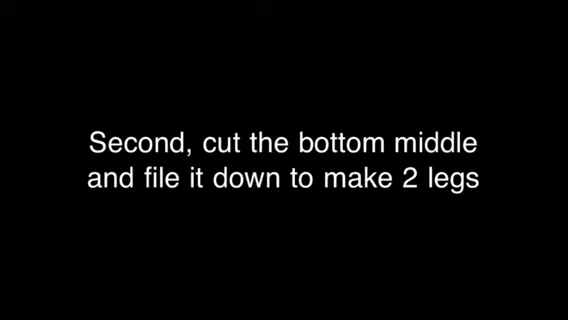 Second, cut the bottom middle
and file it down to make 2 legs